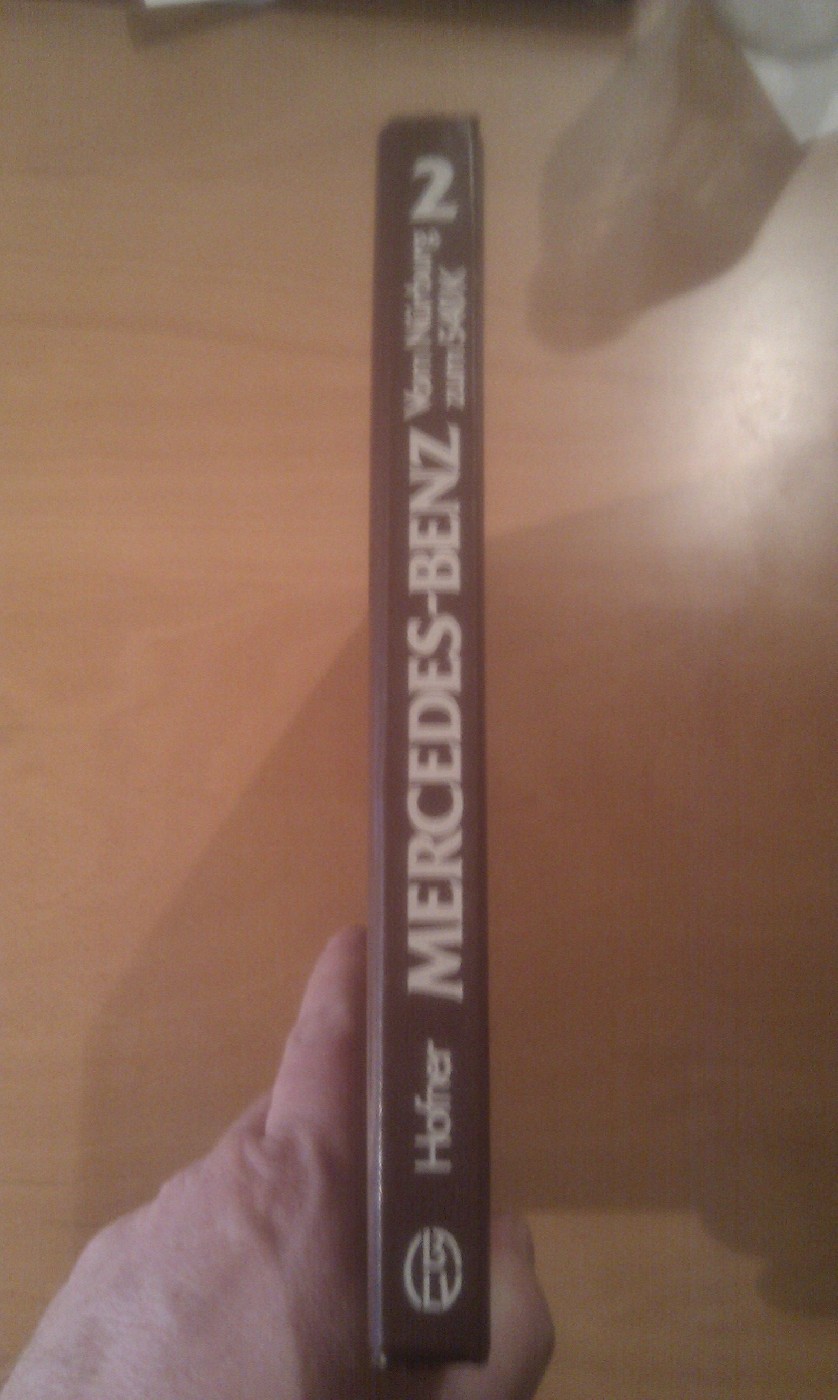 Hofner
MERCEDES-BENZ
Vom Nürburg
zum 540K
2